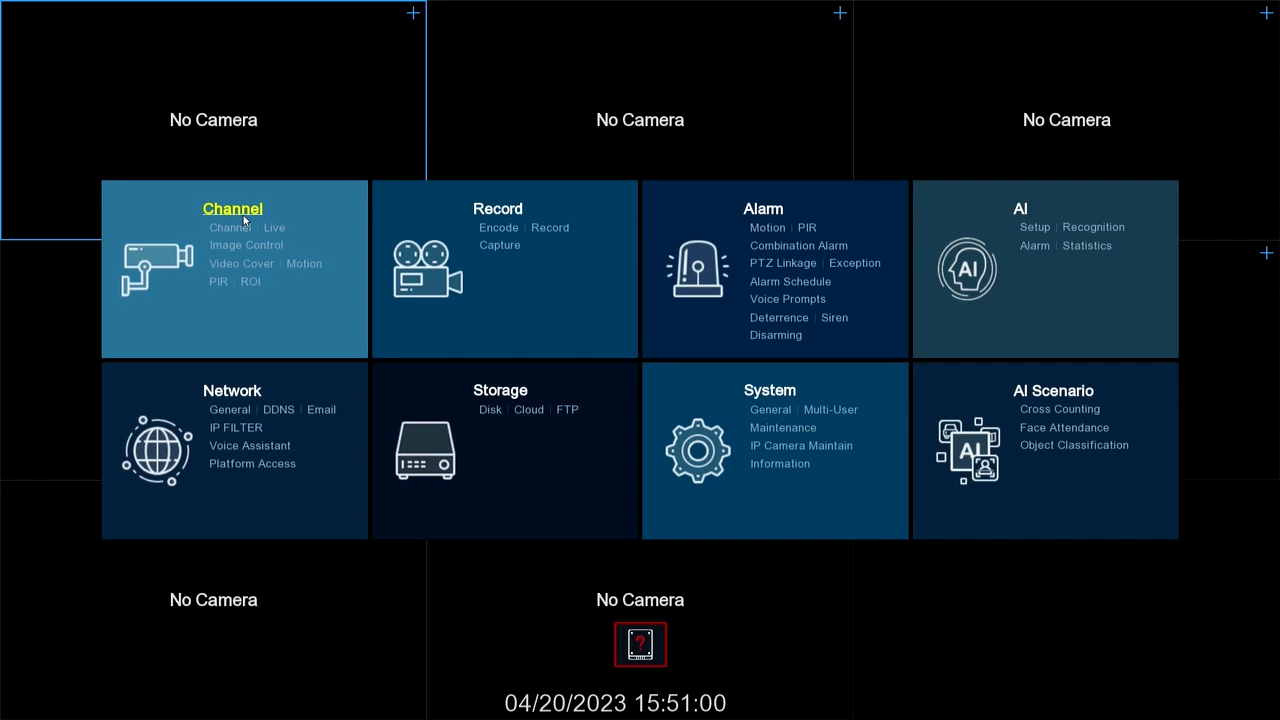 No Camera
No Camera
No Camera
Channel
Channel | Live
Image Control
Video Cover | Motion
PIR | ROI
Record
Encode | Record
Capture
Alarm
Motion | PIR
Combination Alarm
PTZ Linkage | Exception
Alarm Schedule
Voice Prompts
Deterrence | Siren
Disarming
AI
Setup | Recognition
Alarm | Statistics
AI
Network
General | DDNS | Email
IP FILTER
Voice Assistant
Platform Access
Storage
Disk | Cloud | FTP
System
General | Multi-User
Maintenance
IP Camera Maintain
Information
AI Scenario
Cross Counting
Face Attendance
Object Classification
AI
No Camera
No Camera
?
04/20/2023 15:51:00